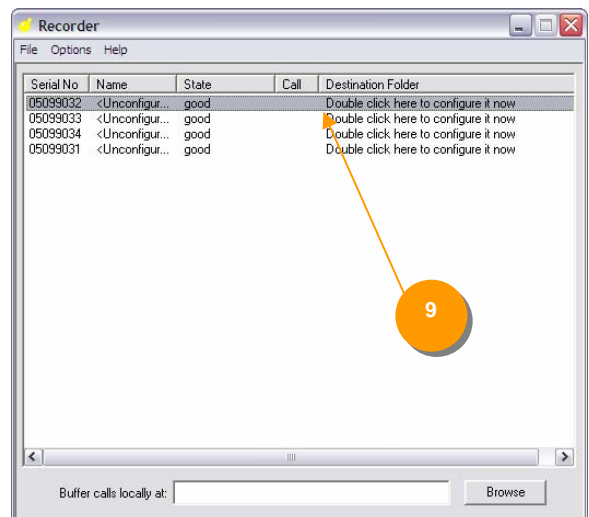 Recorder
File Options Help
Serial No Name State Call Destination Folder
05099032 <Unconfigur... good Double click here to configure it now
05099033 <Unconfigur... good Double click here to configure it now
05099034 <Unconfigur... good Double click here to configure it now
05099031 <Unconfigur... good Double click here to configure it now
9
Buffer calls locally at: Browse